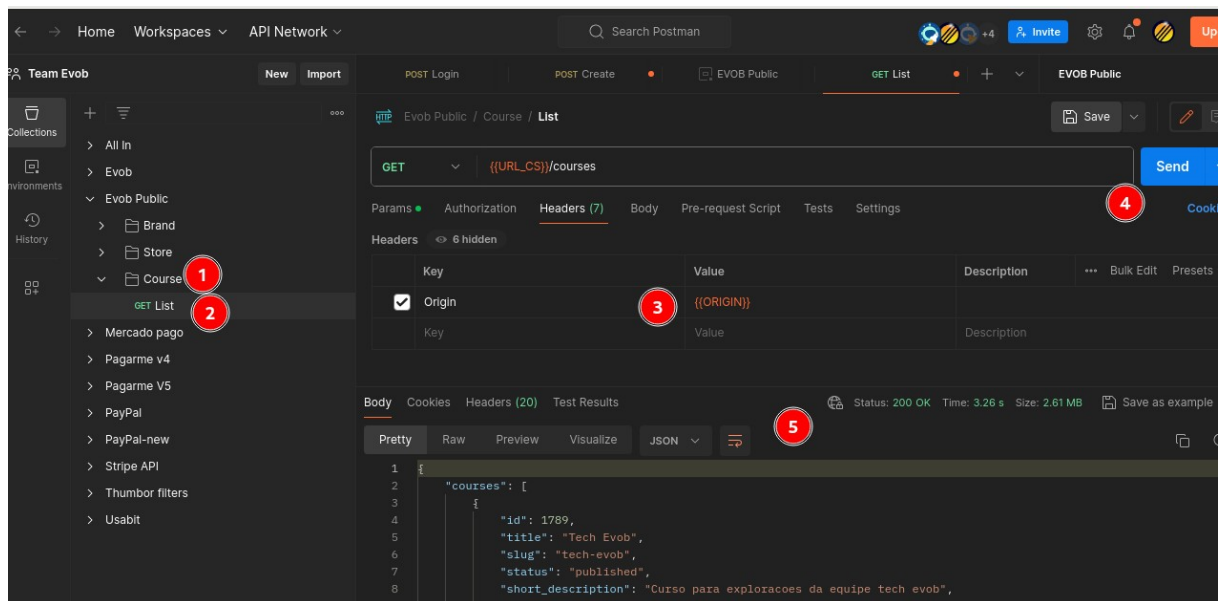 Home Workspaces API Network Search Postman +4 Invite Up
Team Evob New Import POST Login POST Create EVOB Public GET List EVOB Public
Collections
HTTP Evob Public / Course / List Save
All In
Evob
Evob Public
Brand
Store
Course 1
GET List 2
Mercado pago
Pagarme v4
Pagarme V5
PayPal
PayPal-new
Stripe API
Thumbor filters
Usabit
nvironments
History
GET {{URL_CS}}/courses Send
4
Params Authorization Headers (7) Body Pre-request Script Tests Settings Cooki
Headers 6 hidden
Key Value Description Bulk Edit Presets
Origin 3 {{ORIGIN}}
Key Value Description
Body Cookies Headers (20) Test Results Status: 200 OK Time: 3.26 s Size: 2.61 MB Save as example
5
Pretty Raw Preview Visualize JSON
1 {
2 "courses": [
3 {
4 "id": 1789,
5 "title": "Tech Evob",
6 "slug": "tech-evob",
7 "status": "published",
8 "short_description": "Curso para exploracoes da equipe tech evob",